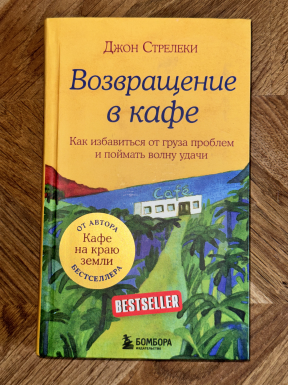 Джон Стрелеки
Возвращение
в кафе
Как избавиться от груза проблем
и поймать волну удачи
Café
ОТ АВТОРА
Кафе
на краю
земли
БЕСТСЕЛЛЕРА
BESTSELLER
БОМБОРА
ИЗДАТЕЛЬСТВО